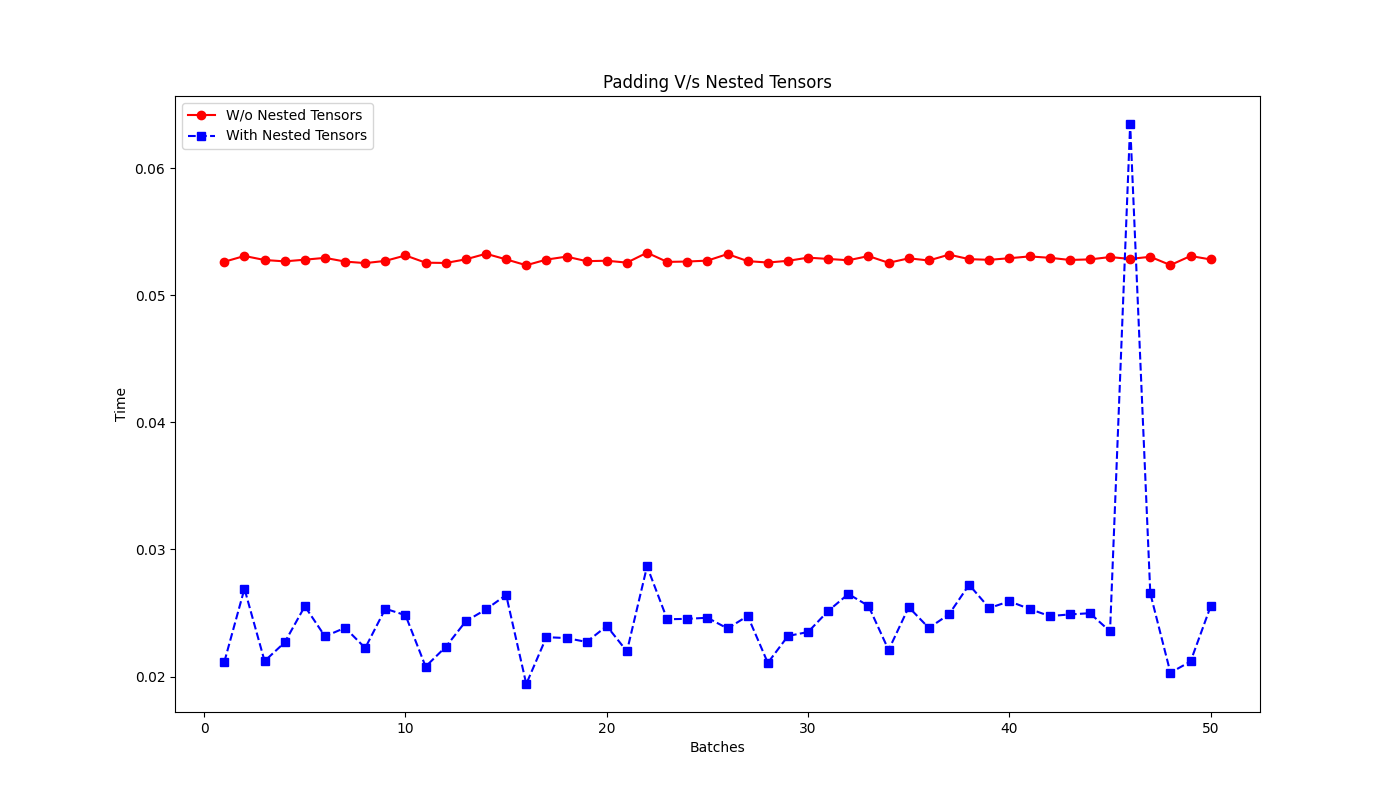 Padding V/s Nested Tensors
W/o Nested Tensors
With Nested Tensors
0.06
0.05
0.04
0.03
0.02
Time
0 10 20 30 40 50
Batches